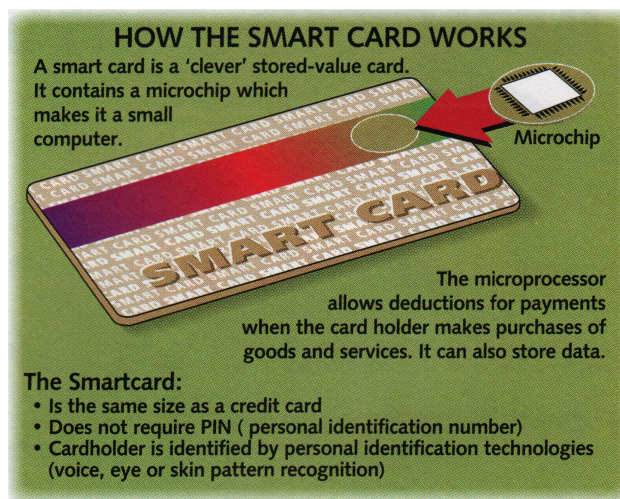 HOW THE SMART CARD WORKS
A smart card is a 'clever' stored-value card.
It contains a microchip which
makes it a small
computer.
Microchip
SMART CARD
The microprocessor
allows deductions for payments
when the card holder makes purchases of
goods and services. It can also store data.
The Smartcard:
• Is the same size as a credit card
• Does not require PIN ( personal identification number)
• Cardholder is identified by personal identification technologies
(voice, eye or skin pattern recognition)